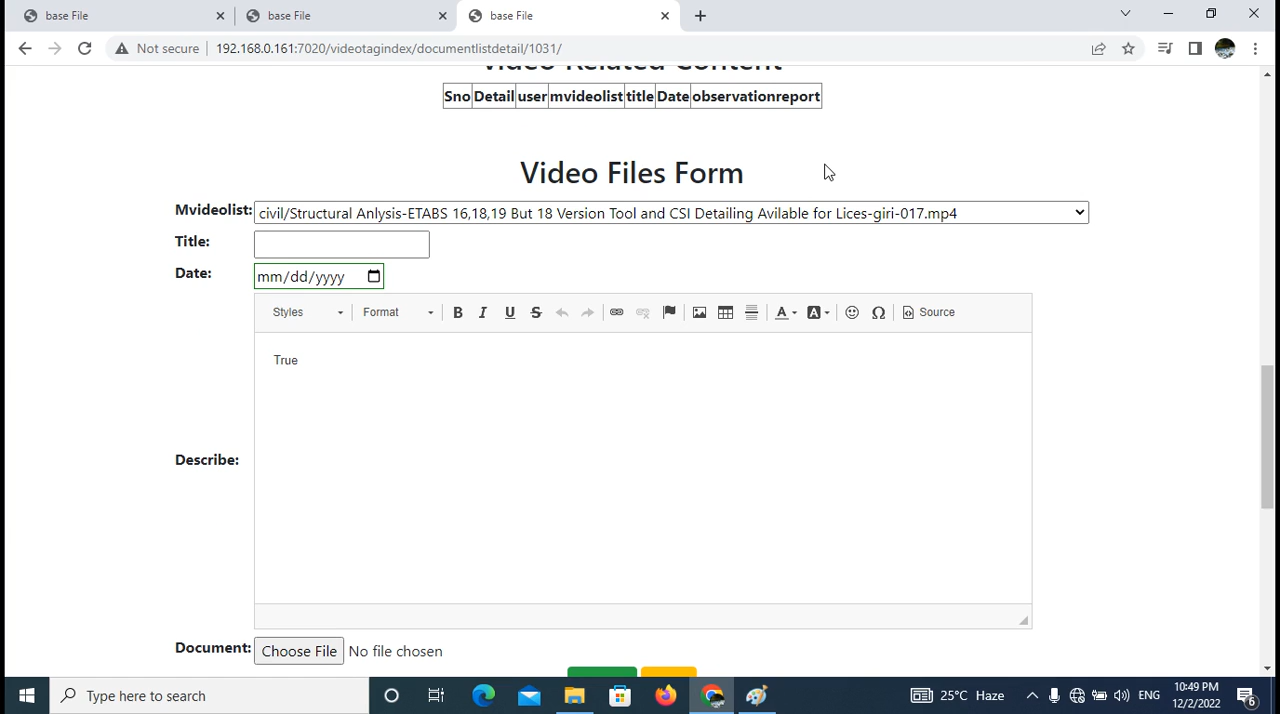 base File
base File
base File
Not secure
192.168.0.161:7020/videotagindex/documentlistdetail/1031/
Video Related Content
Sno Detail user mvideolist title Date observationreport
Video Files Form
Mvideolist: civil/Structural Anlysis-ETABS 16,18,19 But 18 Version Tool and CSI Detailing Avilable for Lices-giri-017.mp4
Title:
Date: mm/dd/yyyy
Styles Format B I U S A A Ω Source
True
Describe:
Document: Choose File No file chosen
Type here to search
25°C Haze
ENG
10:49 PM
12/2/2022
6